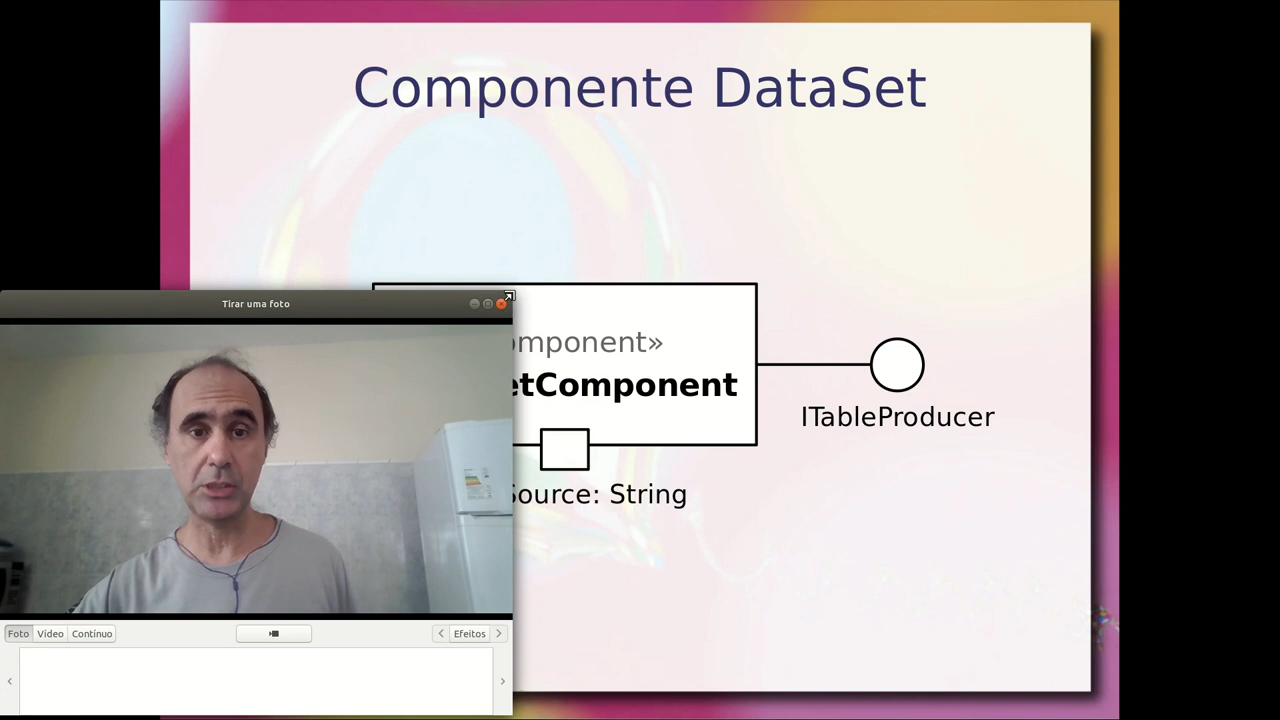 Componente DataSet
omponent»
etComponent
ITableProducer
Source: String
Tirar uma foto
Foto Vídeo Contínuo Efeitos